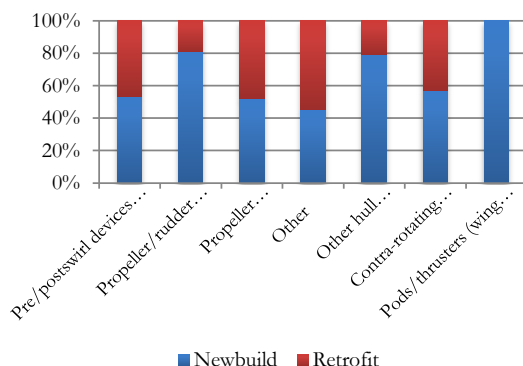 100%
80%
60%
40%
20%
0%
Pre/postswirl devices…
Propeller/rudder…
Propeller…
Other
Other hull…
Contra-rotating…
Pods/thrusters (wing…
Newbuild Retrofit